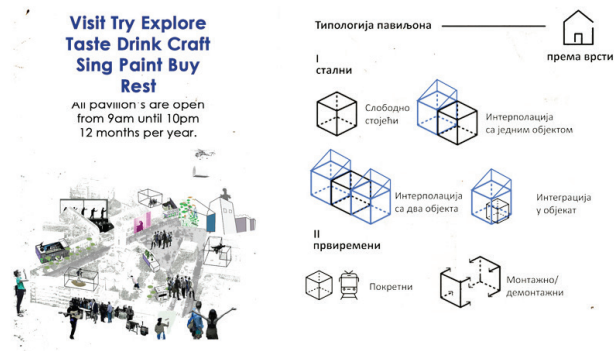 Visit Try Explore
Taste Drink Craft
Sing Paint Buy
Rest
All pavilion's are open
from 9am until 10pm
12 months per year.
Типологија павиљона
према врсти
I
стални
Слободно
стојећи
Интерполација
са једним објектом
Интерполација
са два објекта
Интеграција
у објекат
II
првиремени
Покретни
Монтажно/
демонтажни